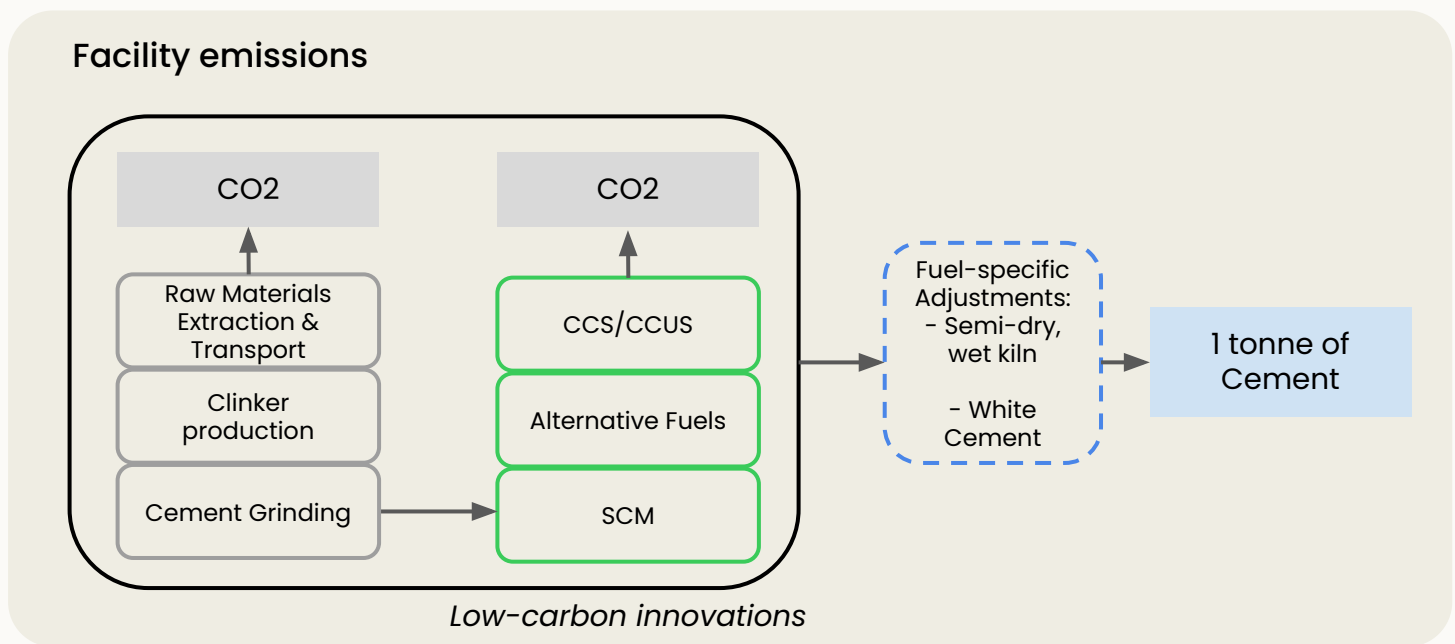 Facility emissions
CO2
Raw Materials
Extraction &
Transport
Clinker
production
Cement Grinding
CO2
CCS/CCUS
Alternative Fuels
SCM
Low-carbon innovations
Fuel-specific
Adjustments:
- Semi-dry,
wet kiln
- White
Cement
1 tonne of
Cement